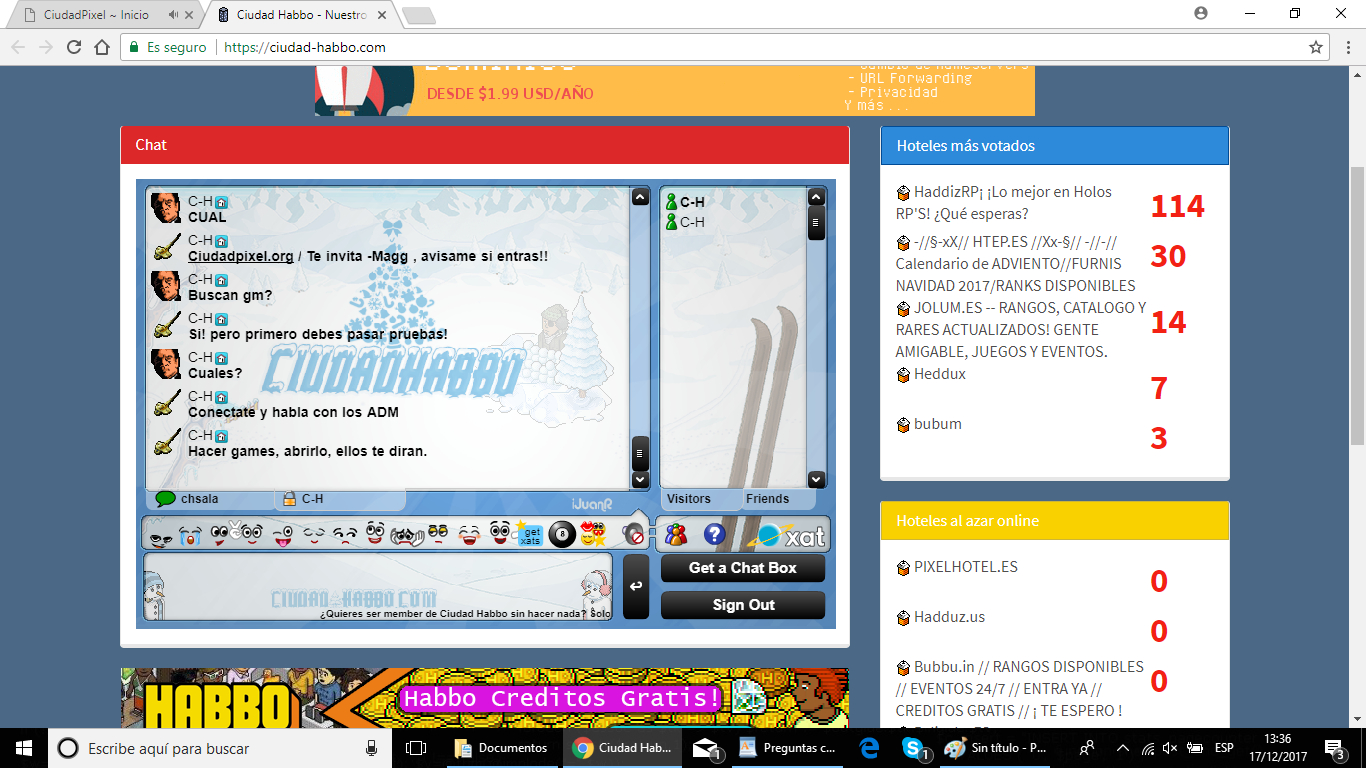 CiudadPixel ~ Inicio
Ciudad Habbo - Nuestro
Es seguro
https://ciudad-habbo.com
DESDE $1.99 USD/AÑO
- URL Forwarding
- Privacidad
Y más ...
Chat
C-H
CUAL
C-H
Ciudadpixel.org / Te invita -Magg , avisame si entras!!
C-H
Buscan gm?
C-H
Si! pero primero debes pasar pruebas!
C-H
Cuales?
C-H
Conectate y habla con los ADM
C-H
Hacer games, abrirlo, ellos te diran.
CIUDADHABBO
C-H
C-H
chsala
C-H
iJuanR
Visitors
Friends
get
xats
8
xat
CIUDAD-HABBO.COM
¿Quieres ser member de Ciudad Habbo sin hacer nada? Solo
Get a Chat Box
Sign Out
HABBO
Habbo Creditos Gratis!
Hoteles más votados
HaddizRP¡ ¡Lo mejor en Holos
RP'S! ¿Qué esperas?
114
-//§-xX// HTEP.ES //Xx-§// -//-//
Calendario de ADVIENTO//FURNIS
NAVIDAD 2017/RANKS DISPONIBLES
30
JOLUM.ES -- RANGOS, CATALOGO Y
RARES ACTUALIZADOS! GENTE
AMIGABLE, JUEGOS Y EVENTOS.
14
Heddux
7
bubum
3
Hoteles al azar online
PIXELHOTEL.ES
0
Hadduz.us
0
Bubbu.in // RANGOS DISPONIBLES
// EVENTOS 24/7 // ENTRA YA //
CREDITOS GRATIS // ¡ TE ESPERO !
0
Escribe aquí para buscar
Documentos
Ciudad Hab...
1
Preguntas c...
1
Sin título - P...
ESP
13:36
17/12/2017
3